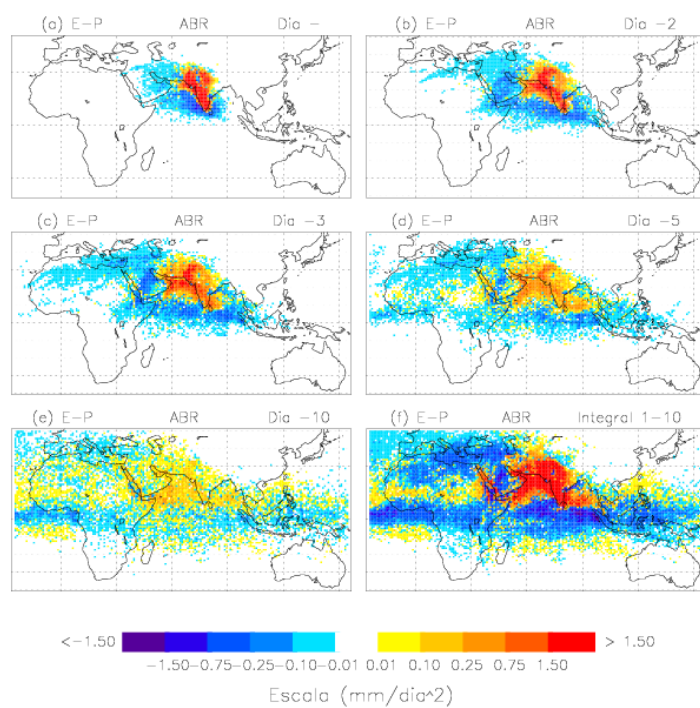 (a) E-P ABR Dia -
(b) E-P ABR Dia -2
(c) E-P ABR Dia -3
(d) E-P ABR Dia -5
(e) E-P ABR Dia -10
(f) E-P ABR Integral 1-10
<-1.50 > 1.50
-1.50-0.75-0.25-0.10-0.01 0.01 0.10 0.25 0.75 1.50
Escala (mm/dia^2)